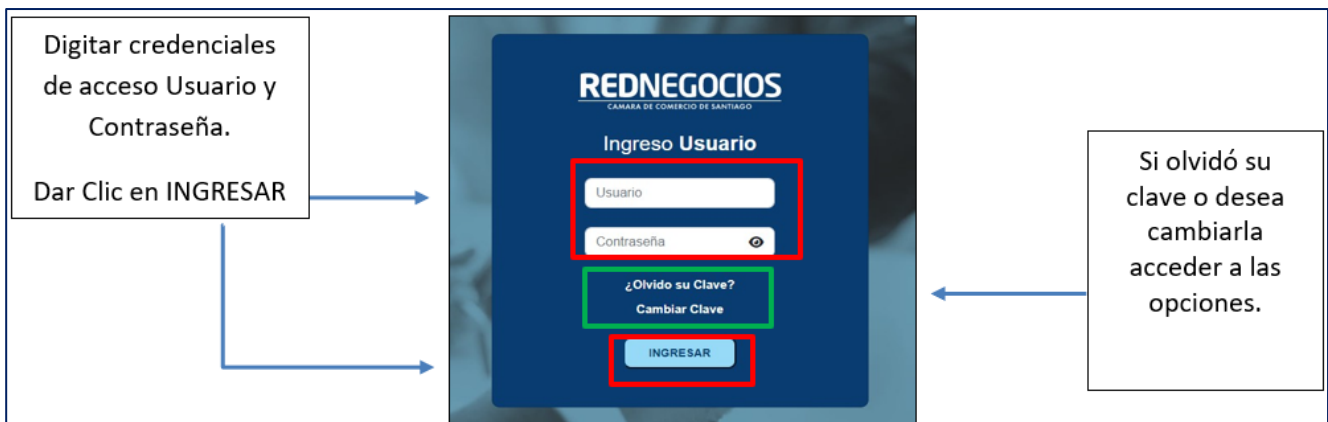 Digitar credenciales
de acceso Usuario y
Contraseña.
Dar Clic en INGRESAR
REDNEGOCIOS
CAMARA DE COMERCIO DE SANTIAGO
Ingreso Usuario
Usuario
Contraseña
¿Olvido su Clave?
Cambiar Clave
INGRESAR
Si olvidó su
clave o desea
cambiarla
acceder a las
opciones.